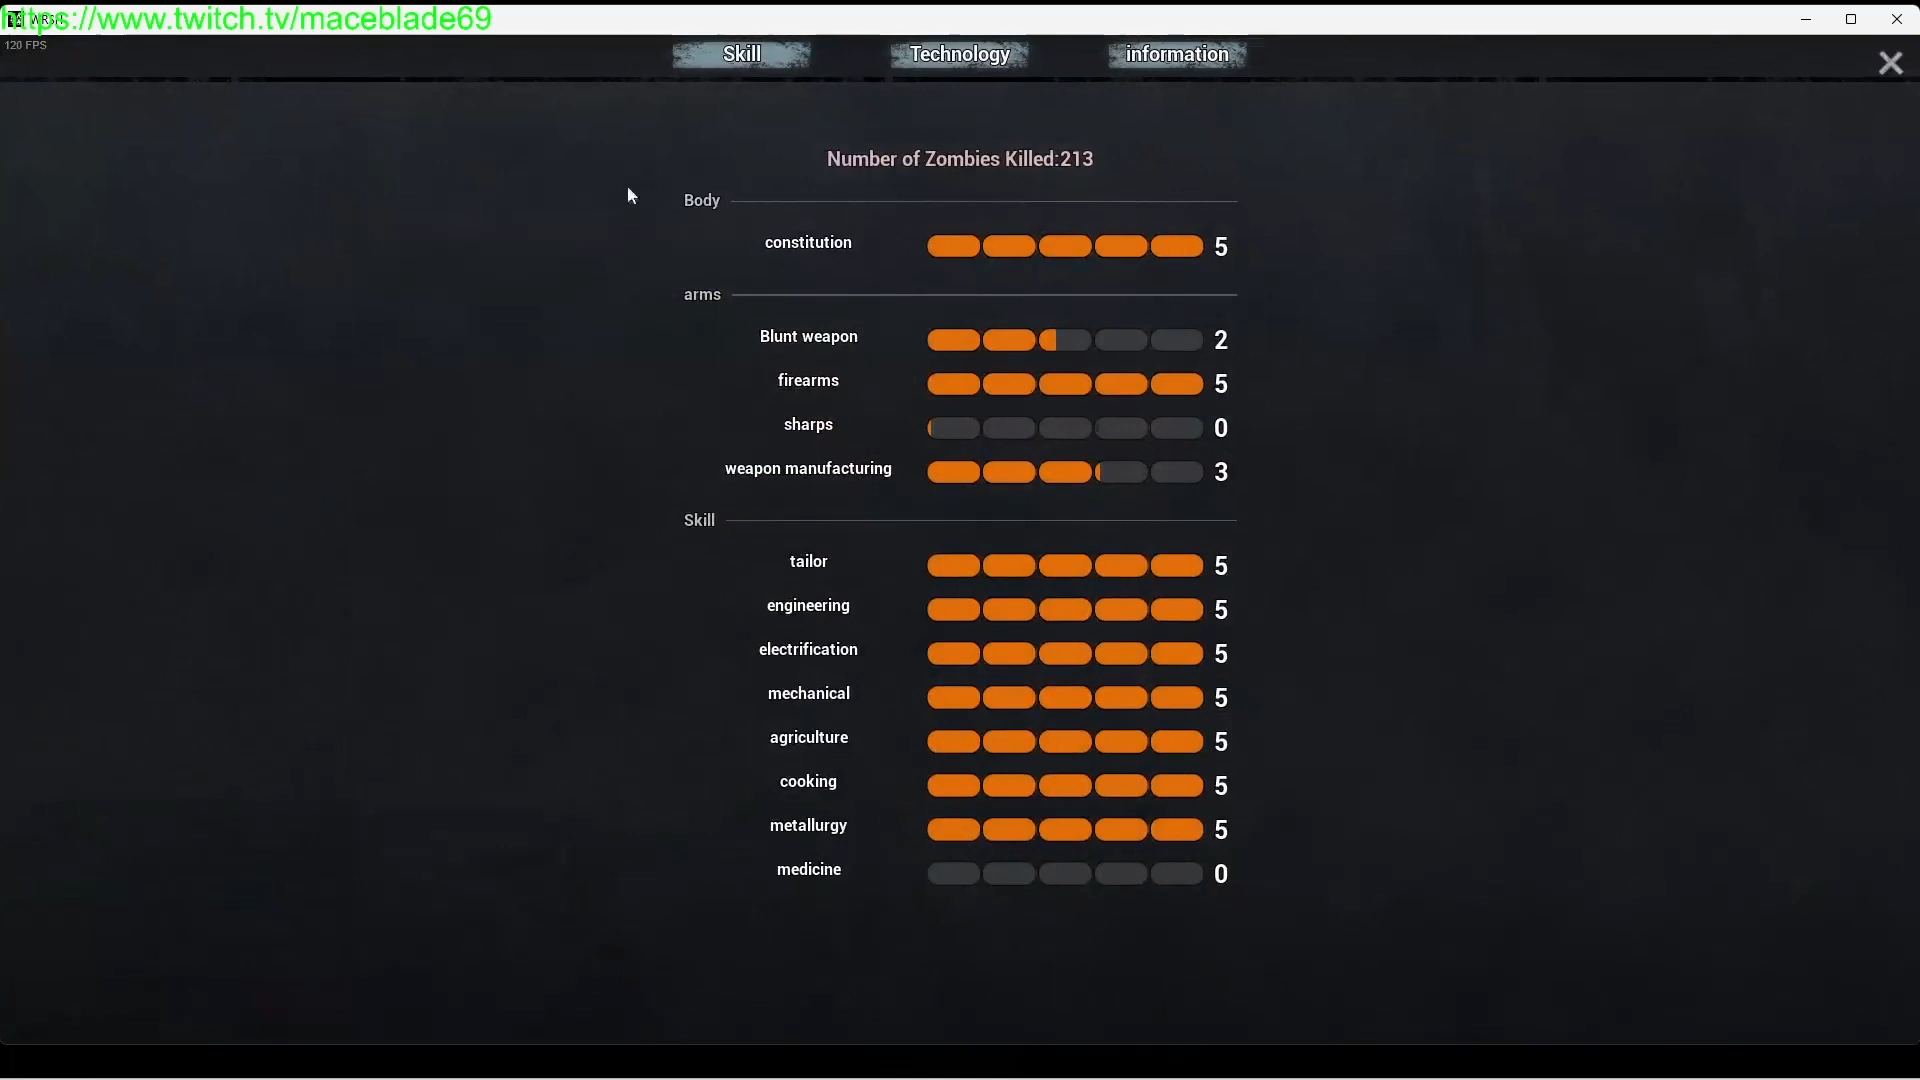 https://www.twitch.tv/maceblade69
120 FPS
Skill
Technology
information
Number of Zombies Killed:213
Body
constitution 5
arms
Blunt weapon 2
firearms 5
sharps 0
weapon manufacturing 3
Skill
tailor 5
engineering 5
electrification 5
mechanical 5
agriculture 5
cooking 5
metallurgy 5
medicine 0